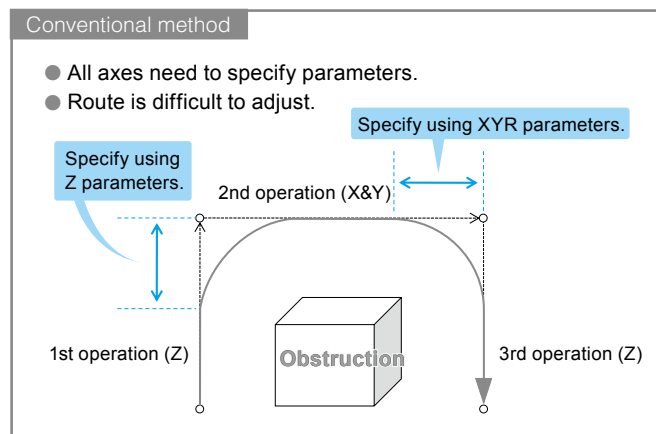 Conventional method
● All axes need to specify parameters.
● Route is difficult to adjust.
Specify using XYR parameters.
Specify using
Z parameters.
2nd operation (X&Y)
1st operation (Z)
Obstruction
3rd operation (Z)